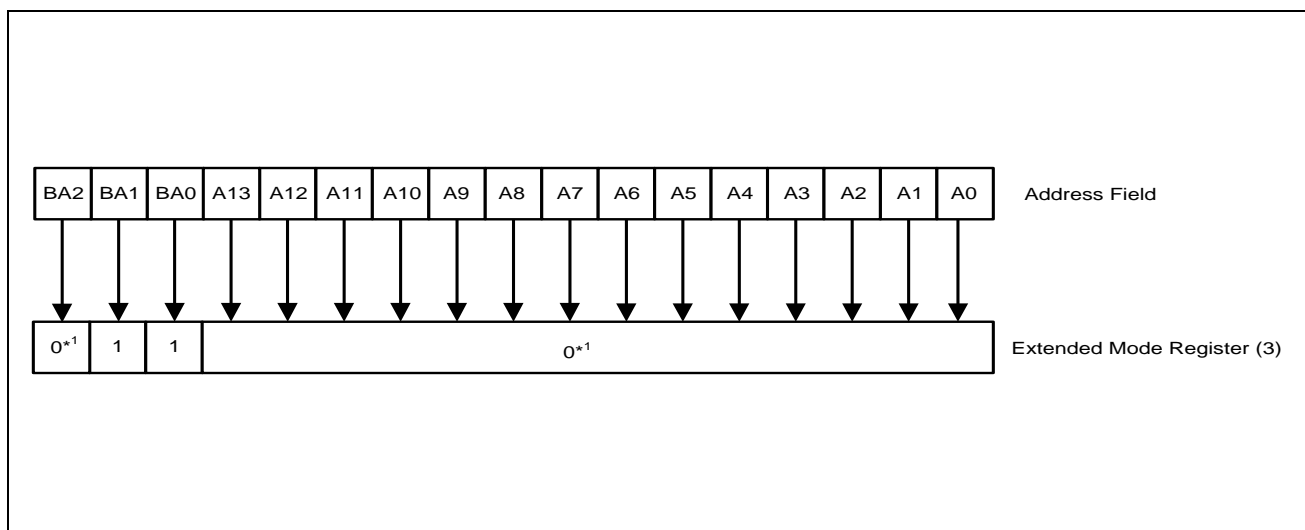 BA2 BA1 BA0 A13 A12 A11 A10 A9 A8 A7 A6 A5 A4 A3 A2 A1 A0 Address Field
0*1 1 1 0*1 Extended Mode Register (3)